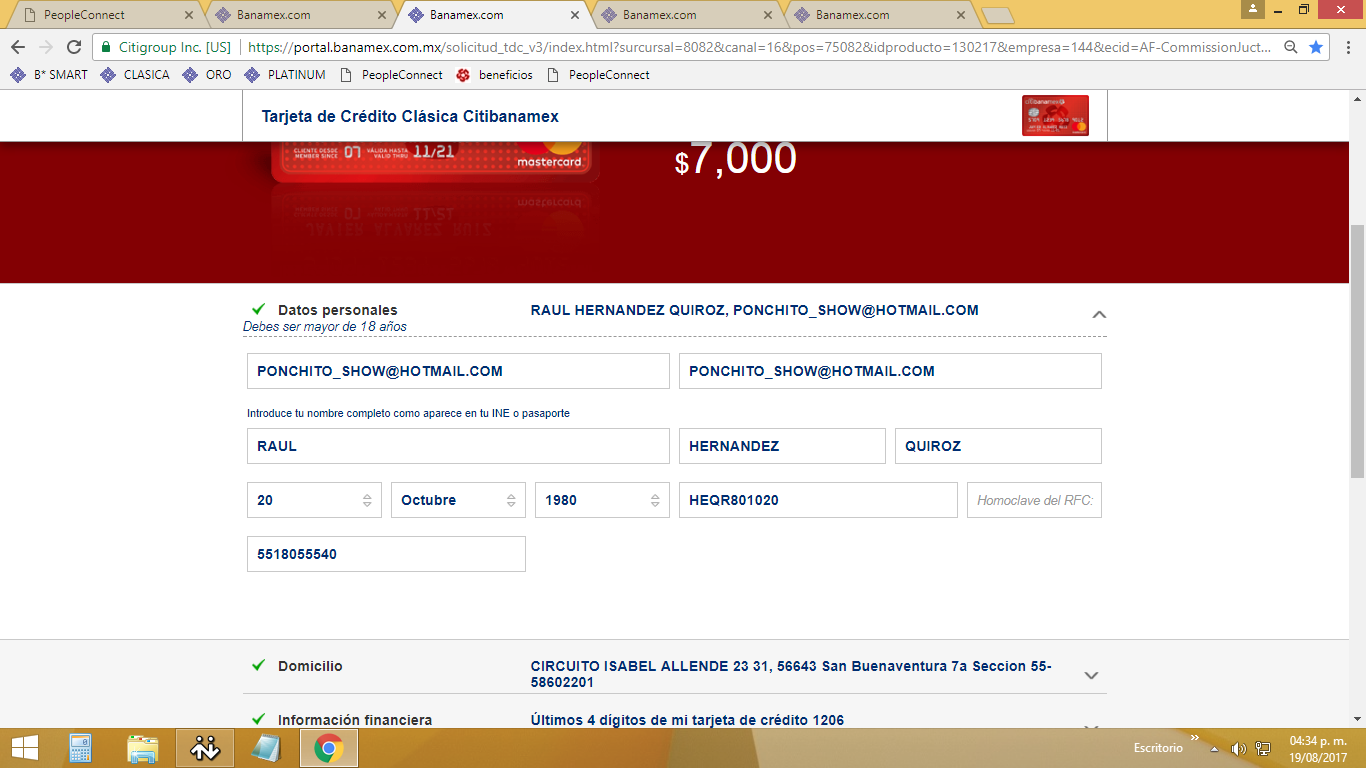 PeopleConnect
Banamex.com
Banamex.com
Banamex.com
Banamex.com
Citigroup Inc. [US] https://portal.banamex.com.mx/solicitud_tdc_v3/index.html?surcursal=8082&canal=16&pos=75082&idproducto=130217&empresa=144&ecid=AF-CommissionJuct...
B* SMART CLASICA ORO PLATINUM PeopleConnect beneficios PeopleConnect
Tarjeta de Crédito Clásica Citibanamex
CLIENTE DESDE MEMBER SINCE 07 VÁLIDA HASTA VALID THRU 11/21
mastercard
$7,000
Datos personales RAUL HERNANDEZ QUIROZ, PONCHITO_SHOW@HOTMAIL.COM
Debes ser mayor de 18 años
PONCHITO_SHOW@HOTMAIL.COM PONCHITO_SHOW@HOTMAIL.COM
Introduce tu nombre completo como aparece en tu INE o pasaporte
RAUL HERNANDEZ QUIROZ
20 Octubre 1980 HEQR801020 Homoclave del RFC:
5518055540
Domicilio CIRCUITO ISABEL ALLENDE 23 31, 56643 San Buenaventura 7a Seccion 55-
58602201
Información financiera Últimos 4 dígitos de mi tarjeta de crédito 1206
Escritorio
04:34 p. m.
19/08/2017